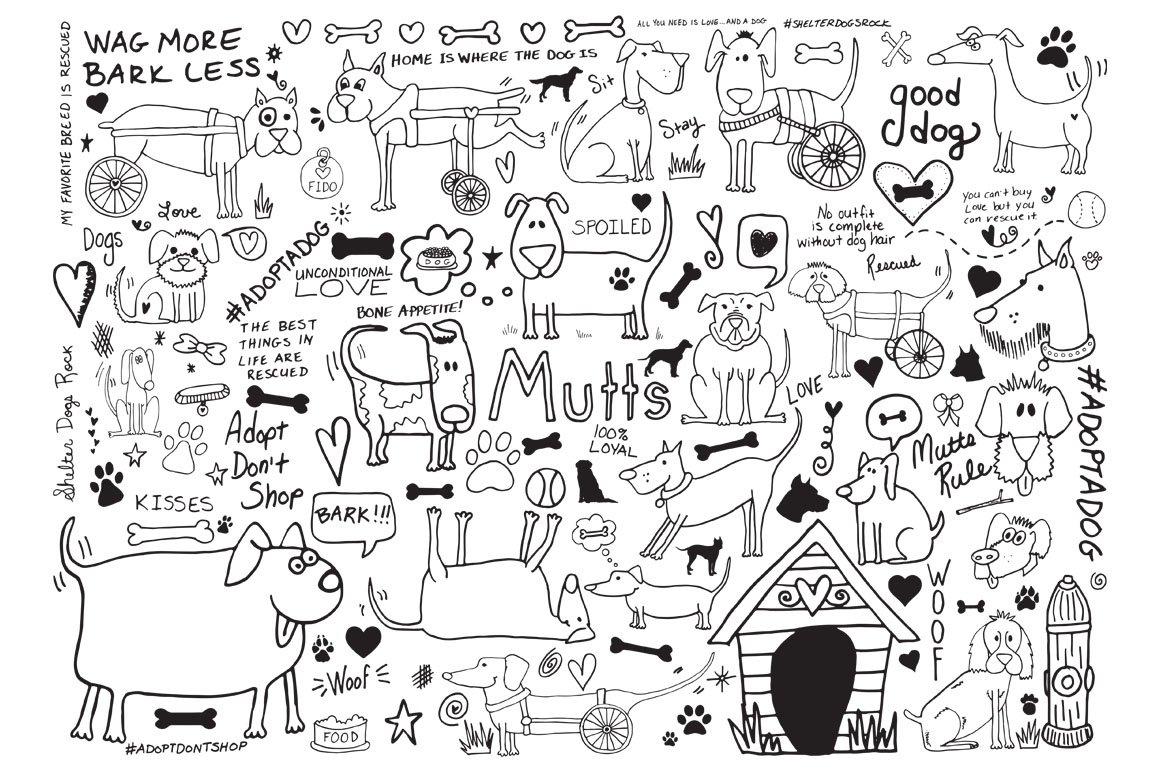 MY FAVORITE BREED IS RESCUED
WAG MORE
BARK LESS
HOME IS WHERE THE DOG IS
ALL YOU NEED IS LOVE...AND A DOG
#SHELTERDOGSROCK
Sit
Stay
good
dog
FIDO
Love
Dogs
#ADOPTADOG
UNCONDITIONAL
LOVE
DOG
SPOILED
No outfit
is complete
without dog hair
You can't buy
Love but you
can rescue it.
Rescued
BONE APPETITE!
THE BEST
THINGS IN
LIFE ARE
RESCUED
Shelter Dogs Rock
Adopt
Don't
Shop
Mutts
100%
LOYAL
LOVE
Mutts
Rule
#ADOPTADOG
KISSES
BARK!!!
WOOF
Woof
FOOD
#ADOPTDONTSHOP